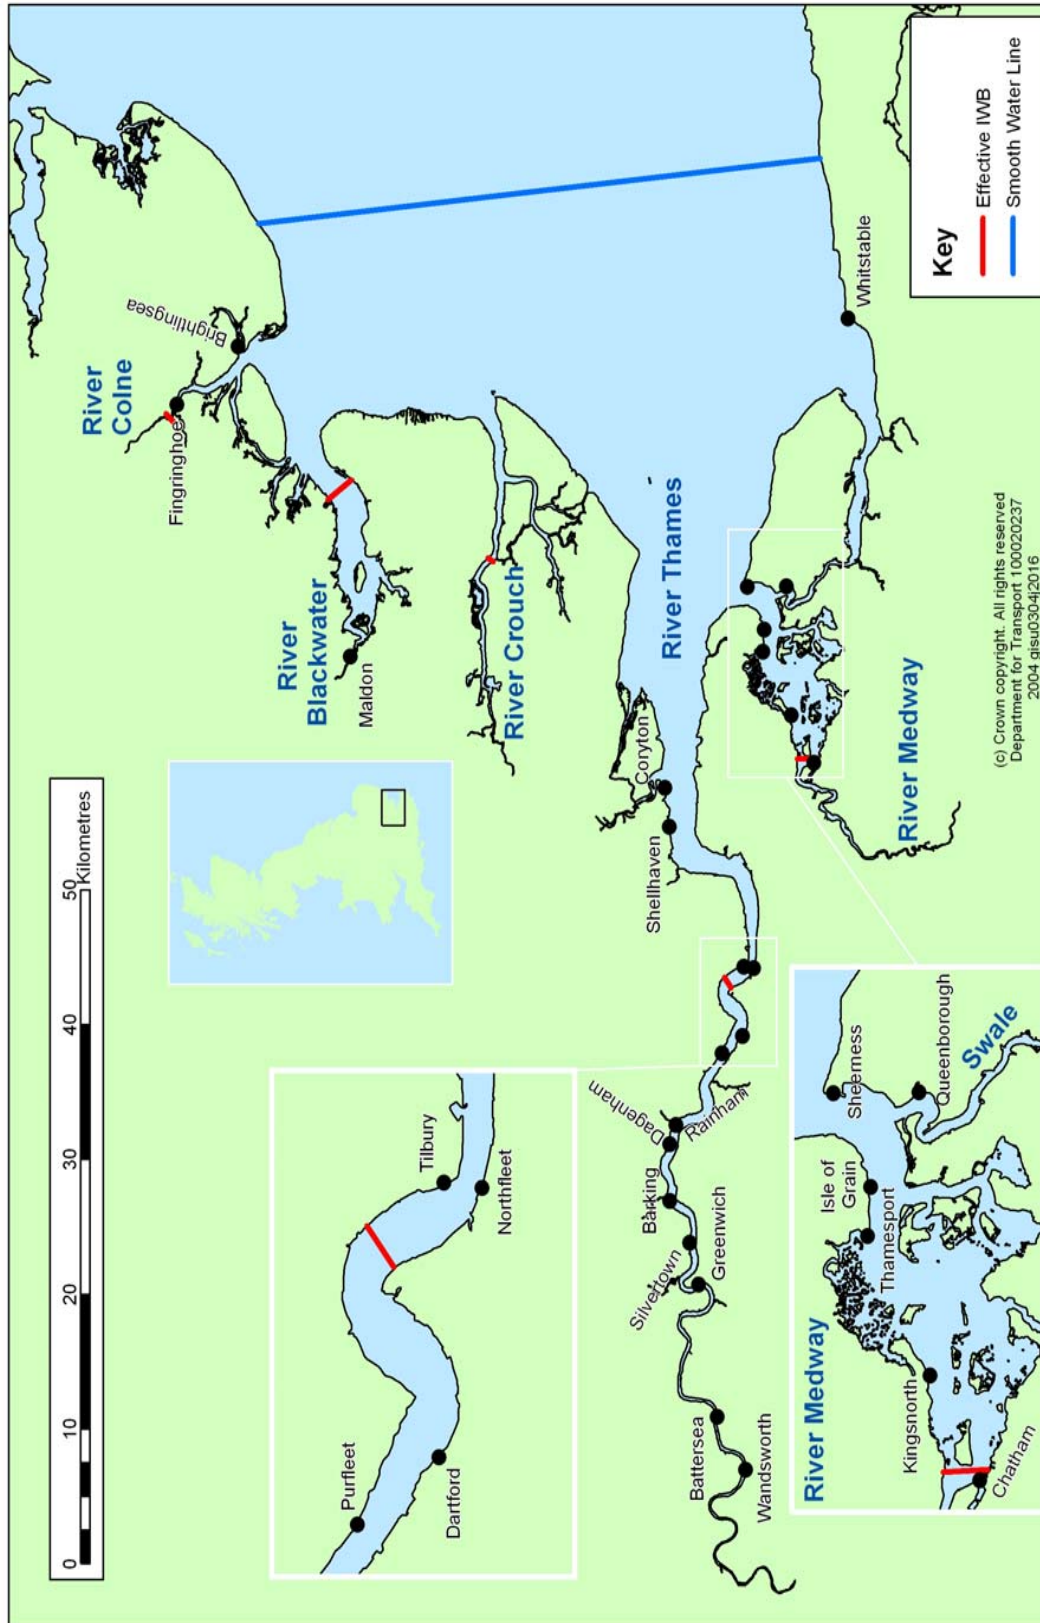 0 10 20 30 40 50
Kilometres
River
Colne
Brightlingsea
Fingringhoe
River
Blackwater
Maldon
River Crouch
Purfleet
Tilbury
Dartford
Northfleet
Coryton
Shellhaven
River Thames
Dagenham
Rainham
Barking
Silvertown
Greenwich
Battersea
Wandsworth
Whitstable
River Medway
River Medway
Isle of
Grain
Sheerness
Thamesport
Kingsnorth
Queenborough
Swale
Chatham
Key
Effective IWB
Smooth Water Line
(c) Crown copyright. All rights reserved
Department for Transport 100020237
2004 gisu0304j2016